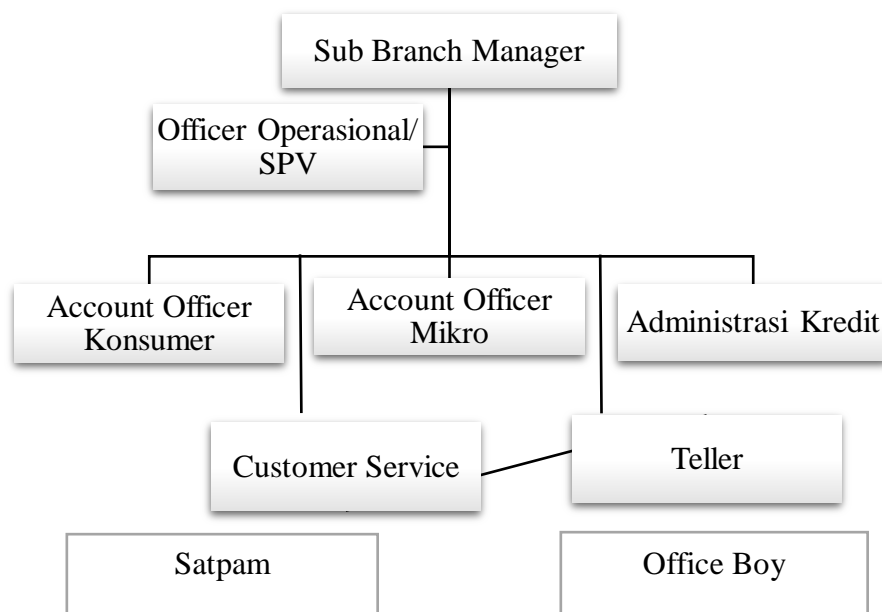 Sub Branch Manager
Officer Operasional/
SPV
Account Officer
Konsumer
Account Officer
Mikro
Administrasi Kredit
Customer Service
Teller
Satpam
Office Boy